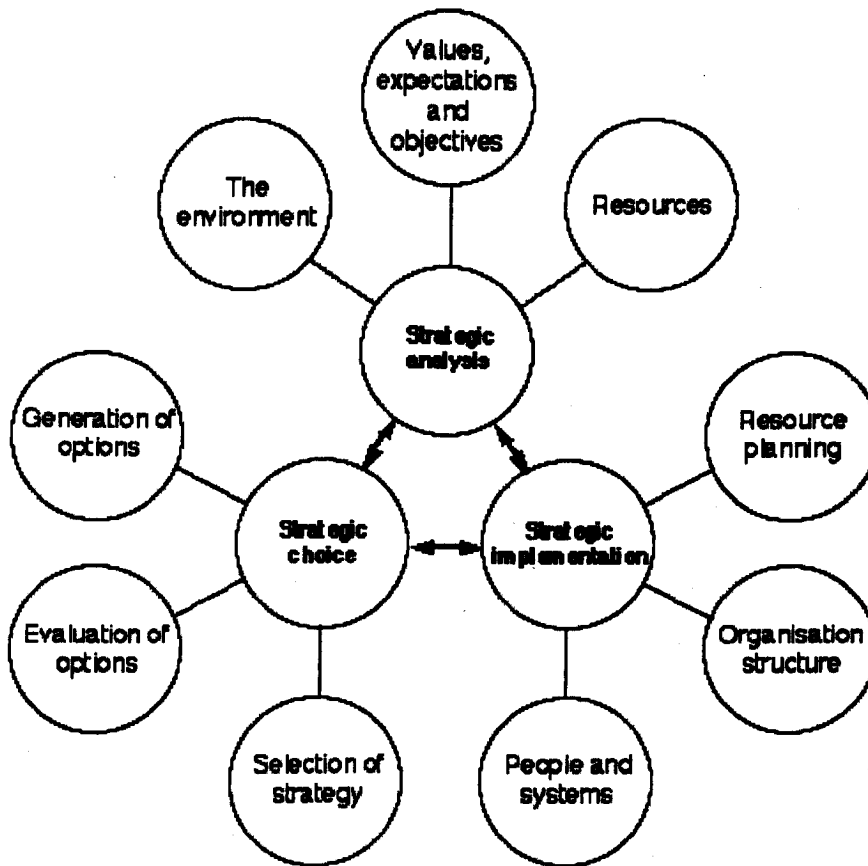 Values,
expectations
and
objectives
The
environment
Resources
Strategic
analysis
Generation of
options
Resource
planning
Strategic
choice
Strategic
implementation
Evaluation of
options
Organisation
structure
Selection of
strategy
People and
systems